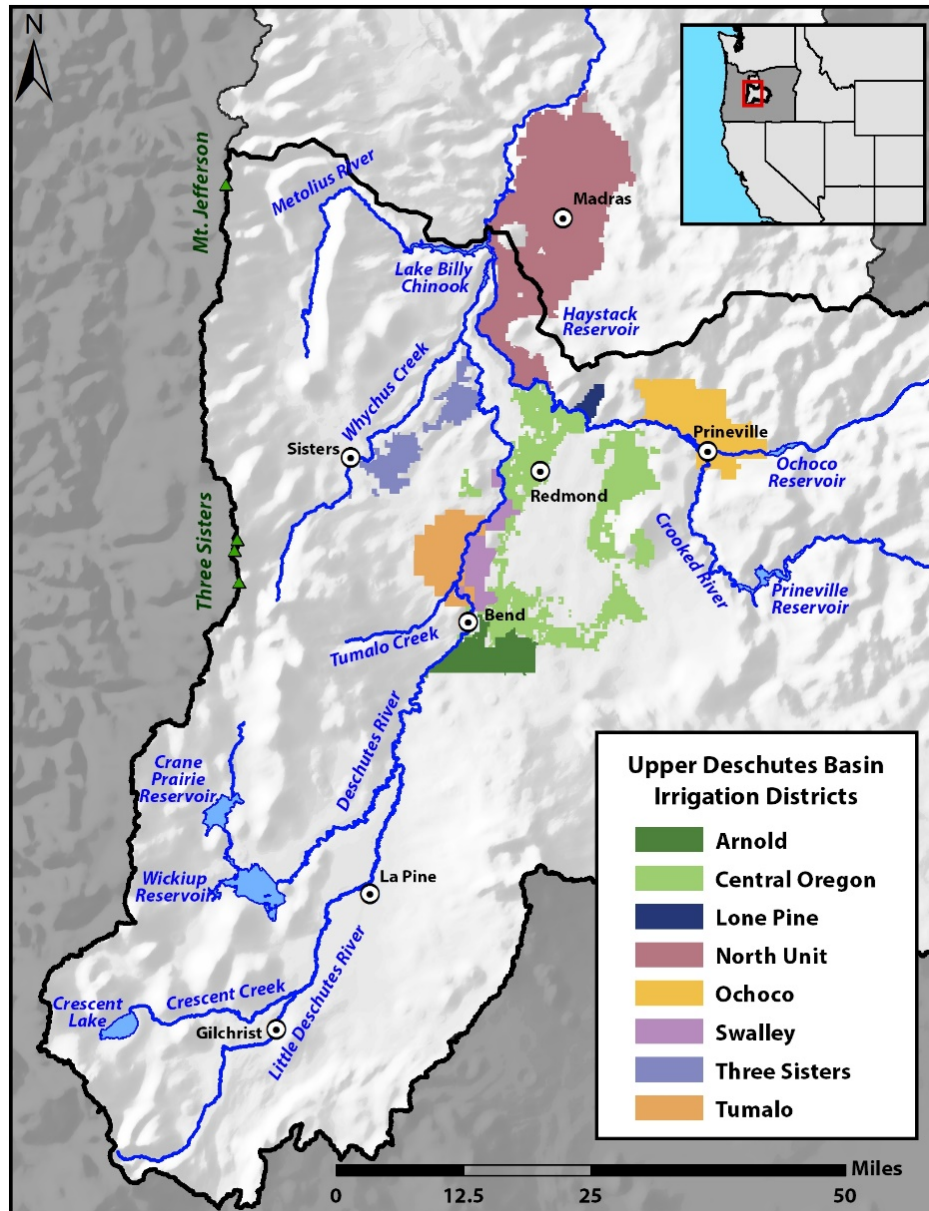 N
Mt. Jefferson
Metolius River
Madras
Lake Billy
Chinook
Haystack
Reservoir
Whychus Creek
Sisters
Prineville
Redmond
Ochoco
Reservoir
Three Sisters
Crooked River
Prineville
Reservoir
Bend
Tumalo Creek
Deschutes River
Crane
Prairie
Reservoir
Wickiup
Reservoir
La Pine
Little Deschutes River
Crescent Creek
Crescent
Lake
Gilchrist
Upper Deschutes Basin
Irrigation Districts
Arnold
Central Oregon
Lone Pine
North Unit
Ochoco
Swalley
Three Sisters
Tumalo
Miles
0 12.5 25 50